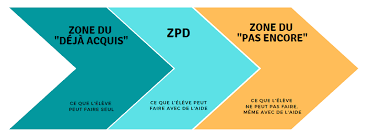 ZONE DU
"DÉJÀ ACQUIS"
CE QUE L'ÉLÈVE
PEUT FAIRE SEUL
ZPD
CE QUE L'ÉLÈVE PEUT
FAIRE AVEC DE L'AIDE
ZONE DU
"PAS ENCORE"
CE QUE L'ÉLÈVE
NE PEUT PAS FAIRE,
MÊME AVEC DE L'AIDE